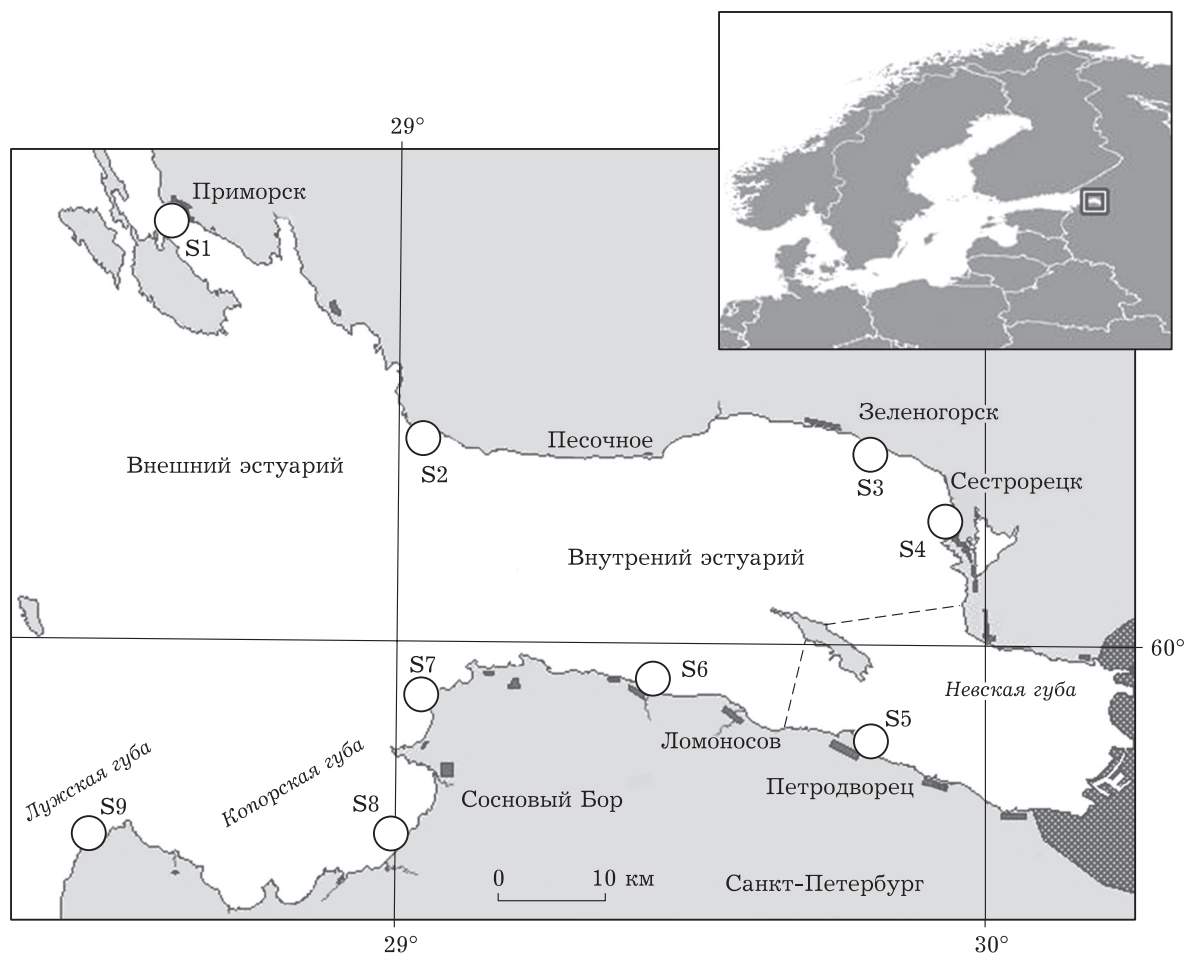 29°
Приморск
S1
Зеленогорск
Песочное
Внешний эстуарий
S2
S3
Сестрорецк
S4
Внутрений эстуарий
60°
S7
S6
Невская губа
S5
Ломоносов
Лужская губа
Копорская губа
Петродворец
Сосновый Бор
S9
S8
0 10 км
Санкт-Петербург
29°
30°